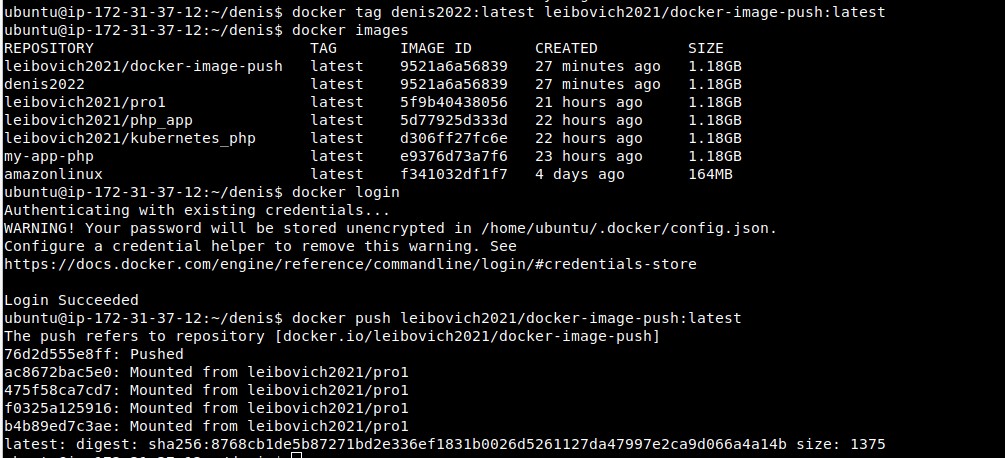 ubuntu@ip-172-31-37-12:~/denis$ docker tag denis2022:latest leibovich2021/docker-image-push:latest
ubuntu@ip-172-31-37-12:~/denis$ docker images
REPOSITORY TAG IMAGE ID CREATED SIZE
leibovich2021/docker-image-push latest 9521a6a56839 27 minutes ago 1.18GB
denis2022 latest 9521a6a56839 27 minutes ago 1.18GB
leibovich2021/pro1 latest 5f9b40438056 21 hours ago 1.18GB
leibovich2021/php_app latest 5d77925d333d 22 hours ago 1.18GB
leibovich2021/kubernetes_php latest d306ff27fc6e 22 hours ago 1.18GB
my-app-php latest e9376d73a7f6 23 hours ago 1.18GB
amazonlinux latest f341032df1f7 4 days ago 164MB
ubuntu@ip-172-31-37-12:~/denis$ docker login
Authenticating with existing credentials...
WARNING! Your password will be stored unencrypted in /home/ubuntu/.docker/config.json.
Configure a credential helper to remove this warning. See
https://docs.docker.com/engine/reference/commandline/login/#credentials-store
Login Succeeded
ubuntu@ip-172-31-37-12:~/denis$ docker push leibovich2021/docker-image-push:latest
The push refers to repository [docker.io/leibovich2021/docker-image-push]
76d2d555e8ff: Pushed
ac8672bac5e0: Mounted from leibovich2021/pro1
475f58ca7cd7: Mounted from leibovich2021/pro1
f0325a125916: Mounted from leibovich2021/pro1
b4b89ed7c3ae: Mounted from leibovich2021/pro1
latest: digest: sha256:8768cb1de5b87271bd2e336ef1831b0026d5261127da47997e2ca9d066a4a14b size: 1375